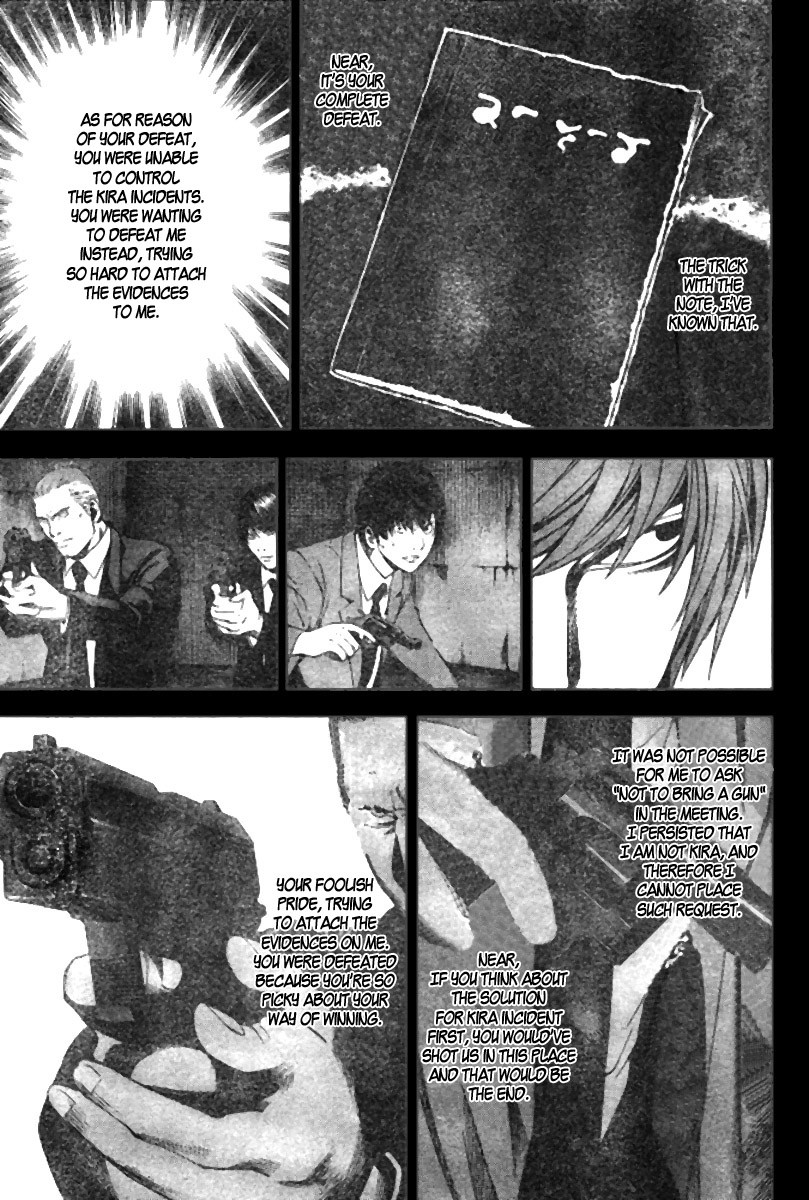 NEAR,
IT'S YOUR
COMPLETE
DEFEAT.
THE TRICK
WITH THE
NOTE, I'VE
KNOWN THAT.
AS FOR REASON
OF YOUR DEFEAT,
YOU WERE UNABLE
TO CONTROL
THE KIRA INCIDENTS.
YOU WERE WANTING
TO DEFEAT ME
INSTEAD, TRYING
SO HARD TO ATTACH
THE EVIDENCES
TO ME.
IT WAS NOT POSSIBLE
FOR ME TO ASK
"NOT TO BRING A GUN"
IN THE MEETING.
I PERSISTED THAT
I AM NOT KIRA, AND
THEREFORE I
CANNOT PLACE
SUCH REQUEST.
NEAR,
IF YOU THINK ABOUT
THE SOLUTION
FOR KIRA INCIDENT
FIRST, YOU WOULD'VE
SHOT US IN THIS PLACE
AND THAT WOULD BE
THE END.
YOUR FOOLISH
PRIDE, TRYING
TO ATTACH THE
EVIDENCES ON ME.
YOU WERE DEFEATED
BECAUSE YOU'RE SO
PICKY ABOUT YOUR
WAY OF WINNING.